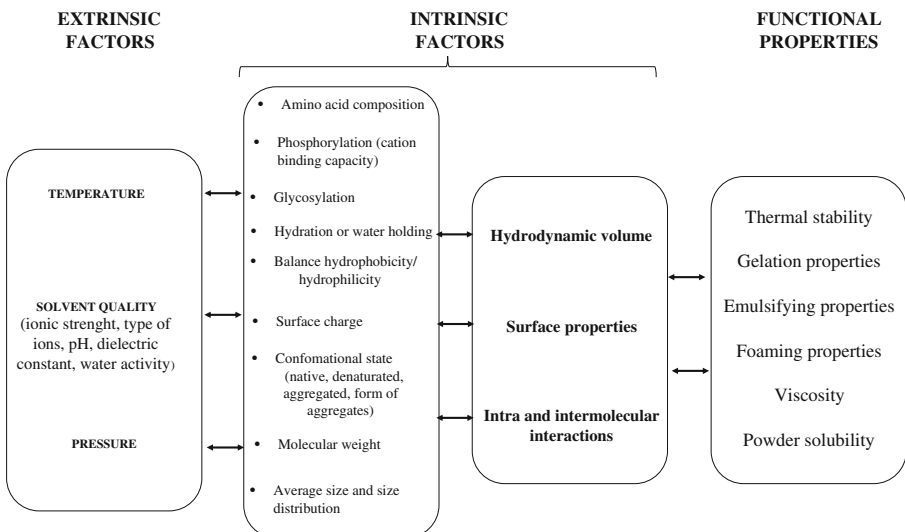 EXTRINSIC
FACTORS
INTRINSIC
FACTORS
FUNCTIONAL
PROPERTIES
TEMPERATURE
SOLVENT QUALITY
(ionic strenght, type of
ions, pH, dielectric
constant, water activity)
PRESSURE
• Amino acid composition
• Phosphorylation (cation
binding capacity)
• Glycosylation
• Hydration or water holding
• Balance hydrophobicity/
hydrophilicity
• Surface charge
• Confomational state
(native, denaturated,
aggregated, form of
aggregates)
• Molecular weight
• Average size and size
distribution
Hydrodynamic volume
Surface properties
Intra and intermolecular
interactions
Thermal stability
Gelation properties
Emulsifying properties
Foaming properties
Viscosity
Powder solubility